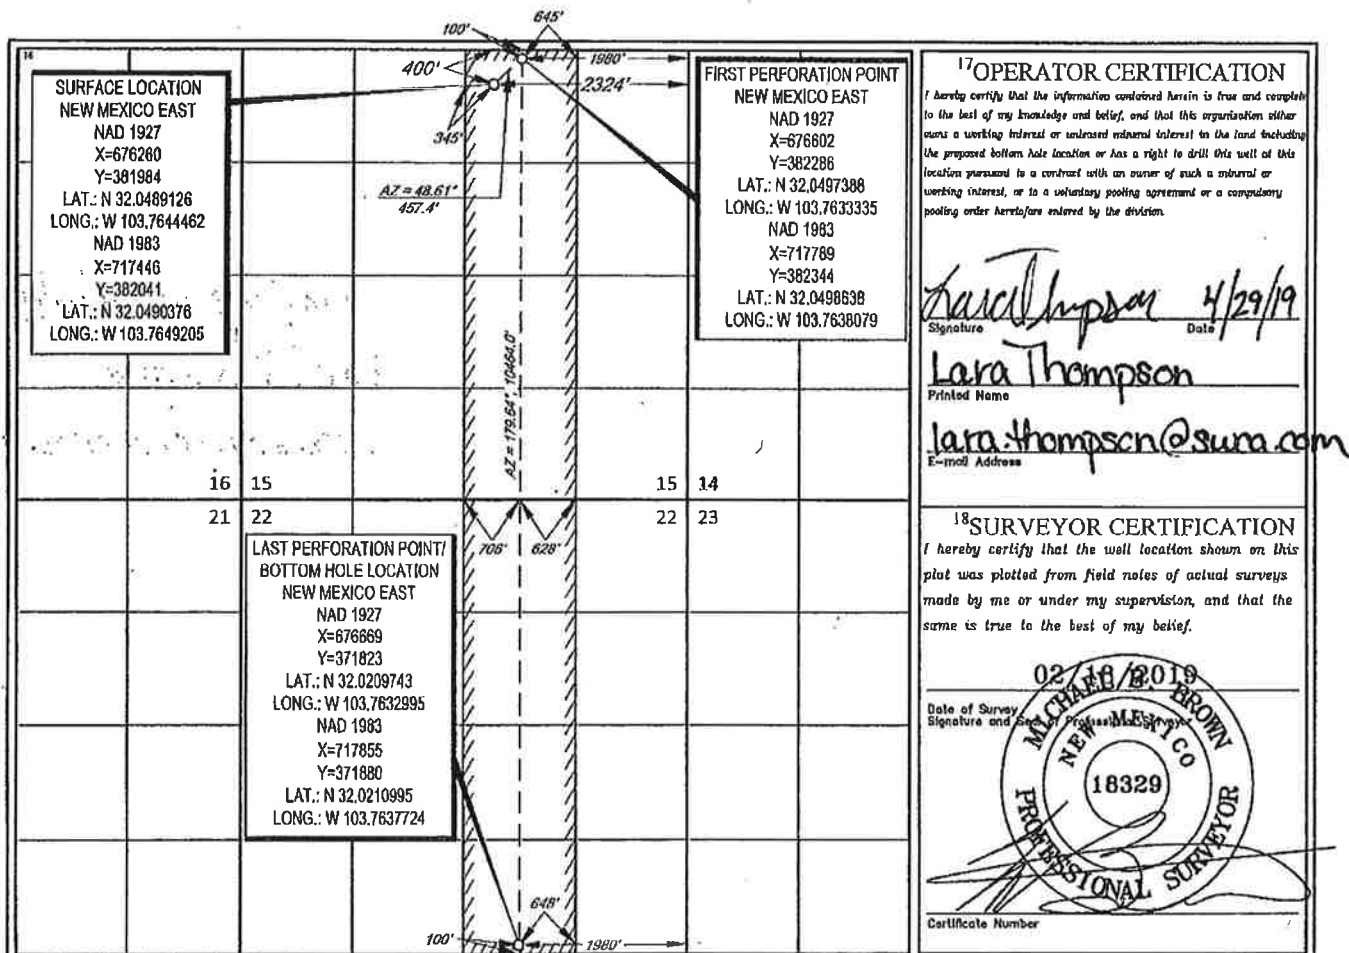 100'
645'
1980'
400'
2324'
345'
AZ = 48.61°
457.4'
16
SURFACE LOCATION
NEW MEXICO EAST
NAD 1927
X=676260
Y=381984
LAT.: N 32.0489126
LONG.: W 103.7644462
NAD 1983
X=717446
Y=382041
LAT.: N 32.0490376
LONG.: W 103.7649205
FIRST PERFORATION POINT
NEW MEXICO EAST
NAD 1927
X=676602
Y=382286
LAT.: N 32.0497388
LONG.: W 103.7633335
NAD 1983
X=717789
Y=382344
LAT.: N 32.0498638
LONG.: W 103.7638079
AZ = 179.64°, 10464.0'
16 15
15 14
21 22
22 23
706'
628'
LAST PERFORATION POINT/
BOTTOM HOLE LOCATION
NEW MEXICO EAST
NAD 1927
X=676669
Y=371823
LAT.: N 32.0209743
LONG.: W 103.7632995
NAD 1983
X=717855
Y=371880
LAT.: N 32.0210995
LONG.: W 103.7637724
648'
100'
1980'
17OPERATOR CERTIFICATION
I hereby certify that the information contained herein is true and complete
to the best of my knowledge and belief, and that this organization either
owns a working interest or unleased mineral interest in the land including
the proposed bottom hole location or has a right to drill this well at this
location pursuant to a contract with an owner of such a mineral or
working interest, or to a voluntary pooling agreement or a compulsory
pooling order heretofore entered by the division.
Lara Thompson 4/29/19
Signature Date
Lara Thompson
Printed Name
lara.thompson@swca.com
E-mail Address
18SURVEYOR CERTIFICATION
I hereby certify that the well location shown on this
plat was plotted from field notes of actual surveys
made by me or under my supervision, and that the
same is true to the best of my belief.
02/18/2019
Date of Survey
Signature and Seal of Professional Surveyor
MICHAEL B. BROWN
NEW MEXICO
18329
PROFESSIONAL SURVEYOR
Certificate Number